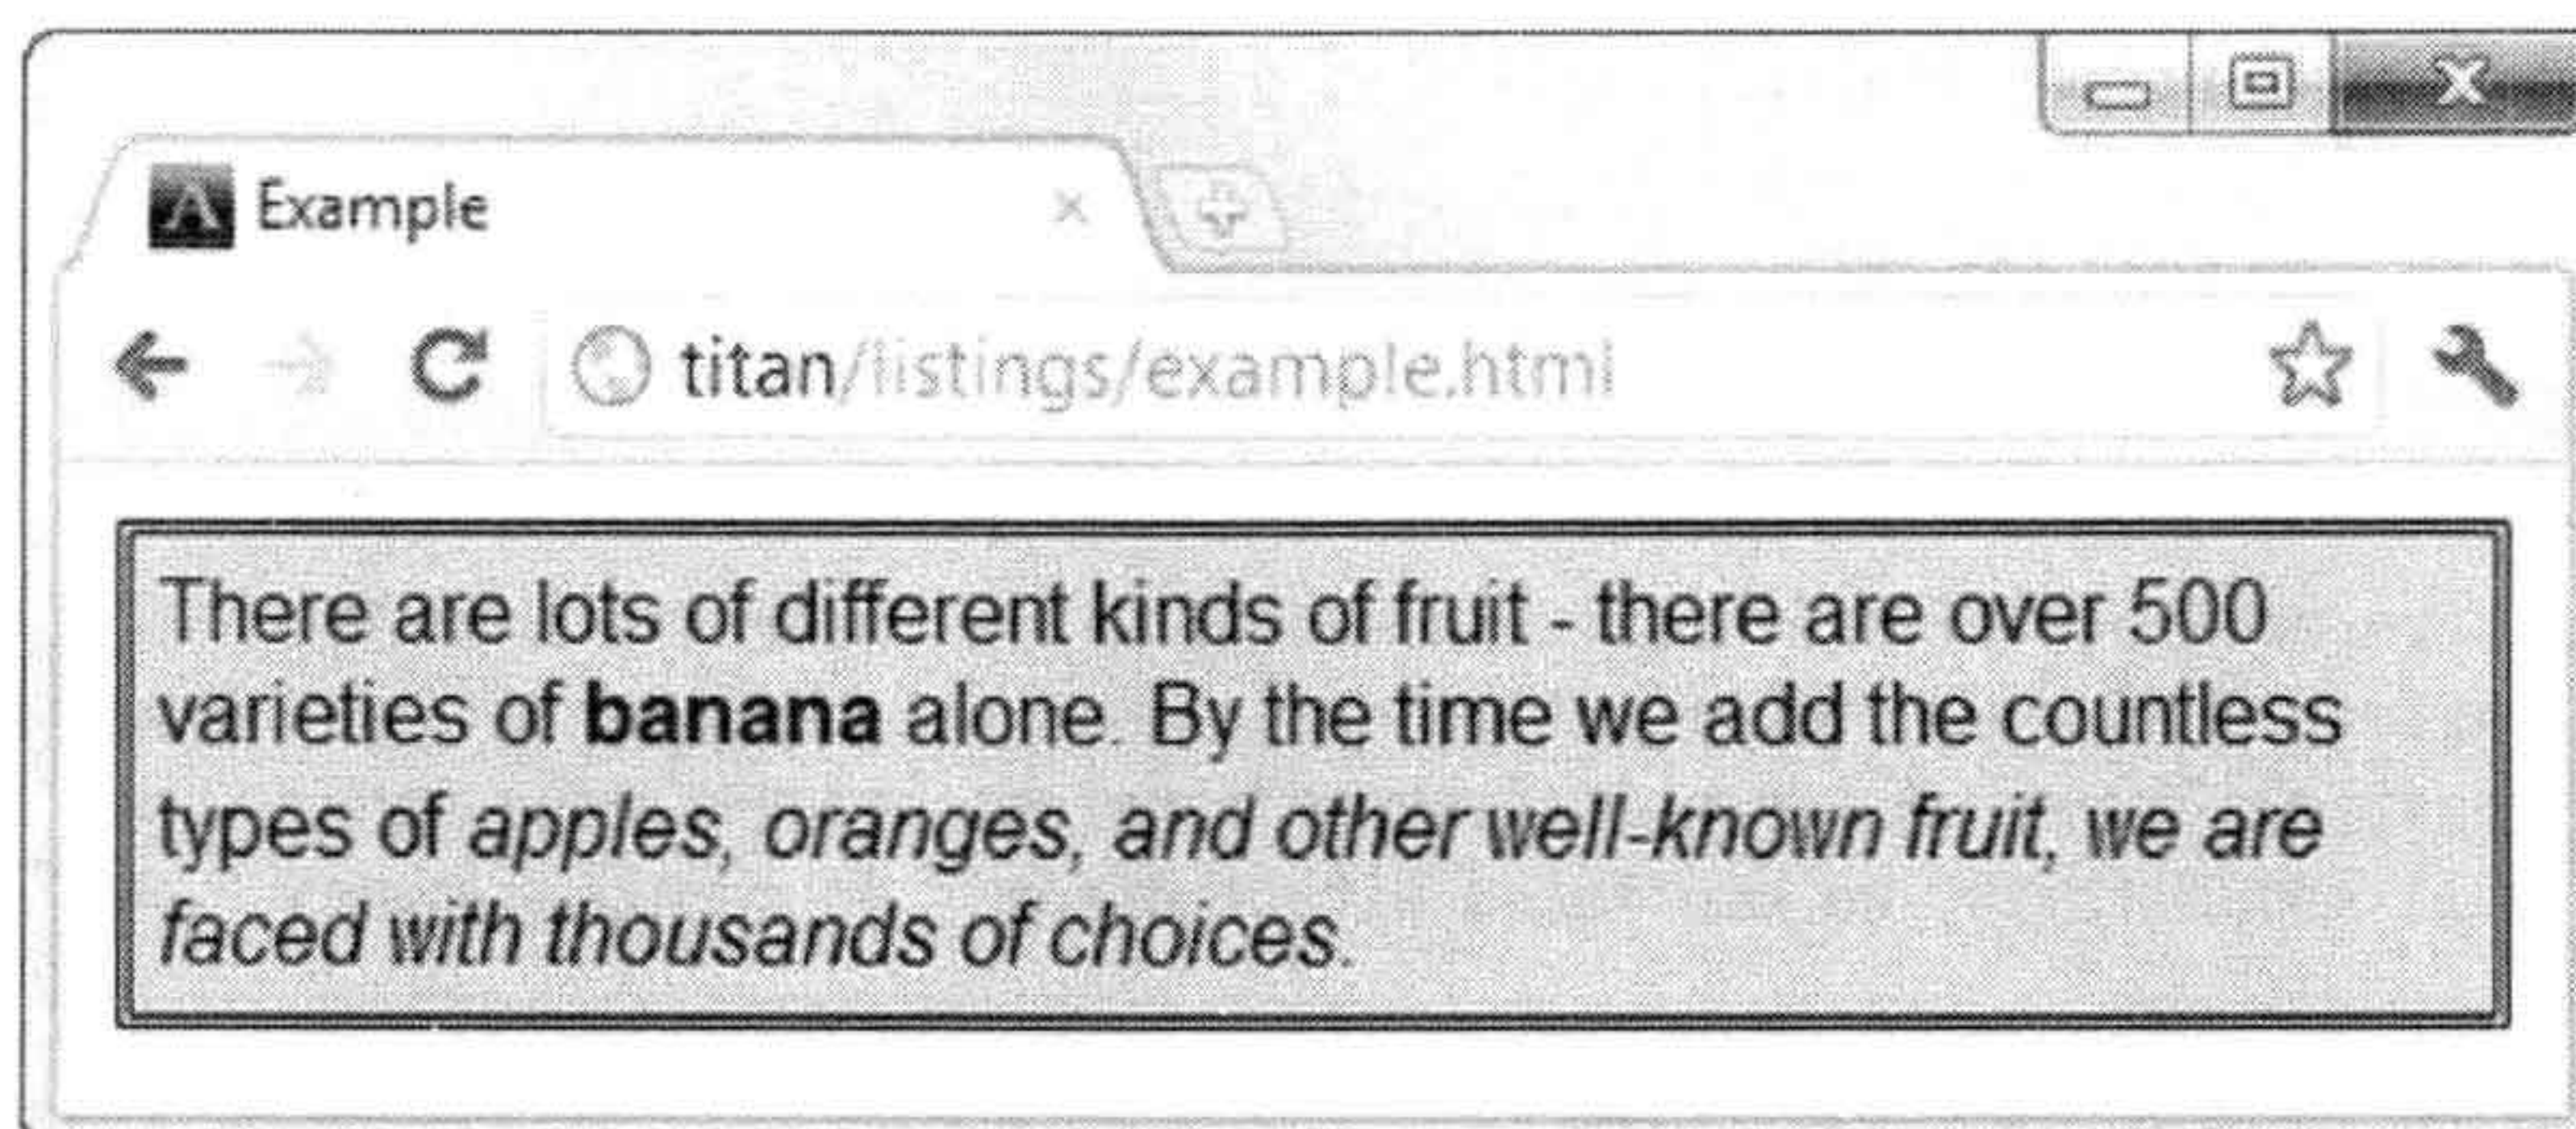 A Example
titan/listings/example.html
There are lots of different kinds of fruit - there are over 500
varieties of banana alone. By the time we add the countless
types of apples, oranges, and other well-known fruit, we are
faced with thousands of choices.